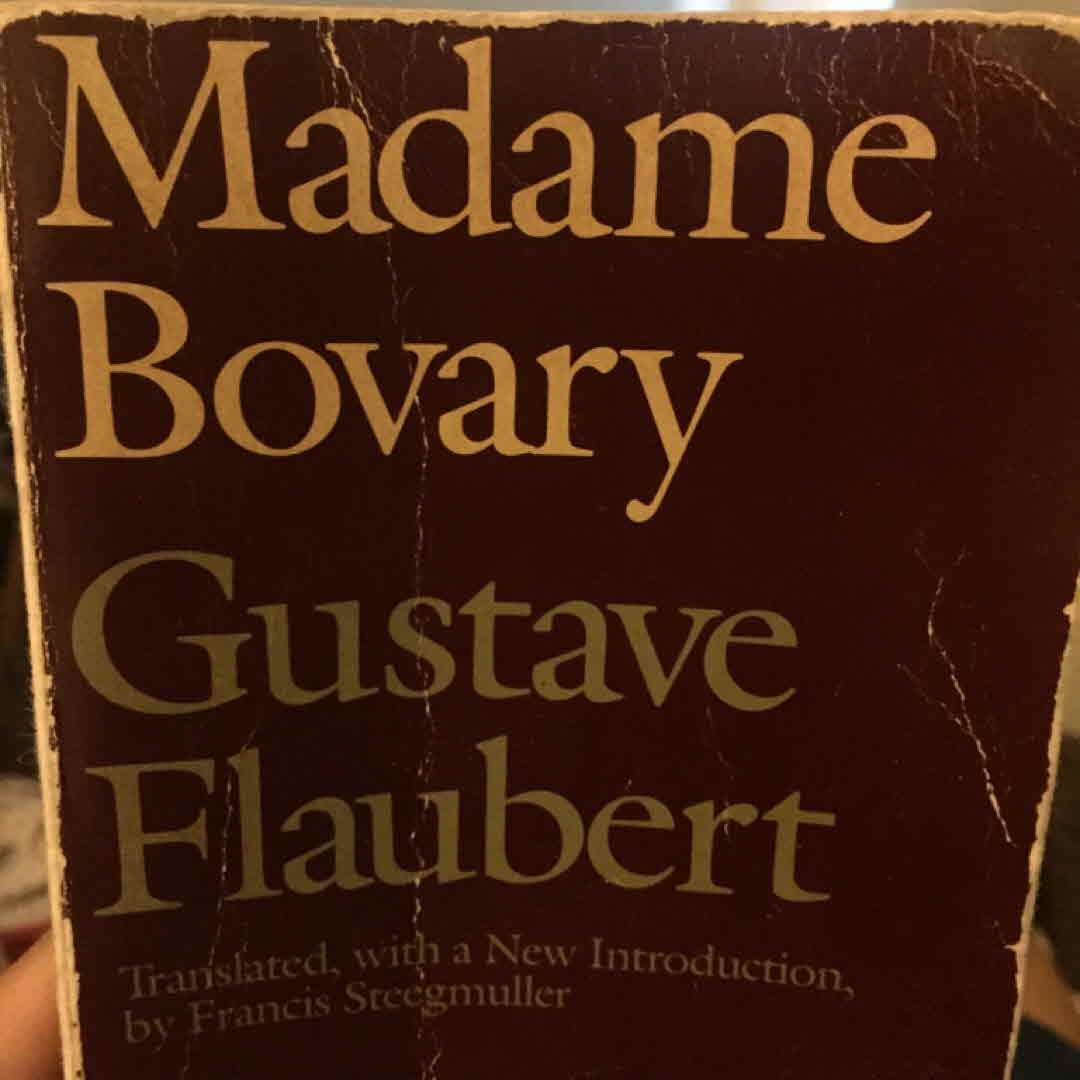 Madame
Bovary
Gustave
Flaubert
Translated, with a New Introduction,
by Francis Steegmuller